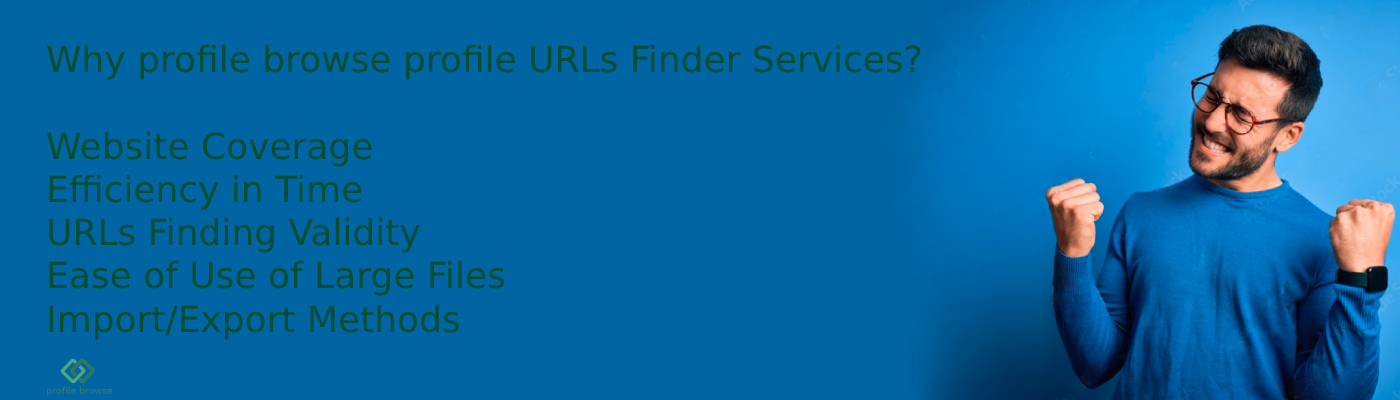 Why profile browse profile URLs Finder Services?
Website Coverage
Efficiency in Time
URLs Finding Validity
Ease of Use of Large Files
Import/Export Methods
profile browse